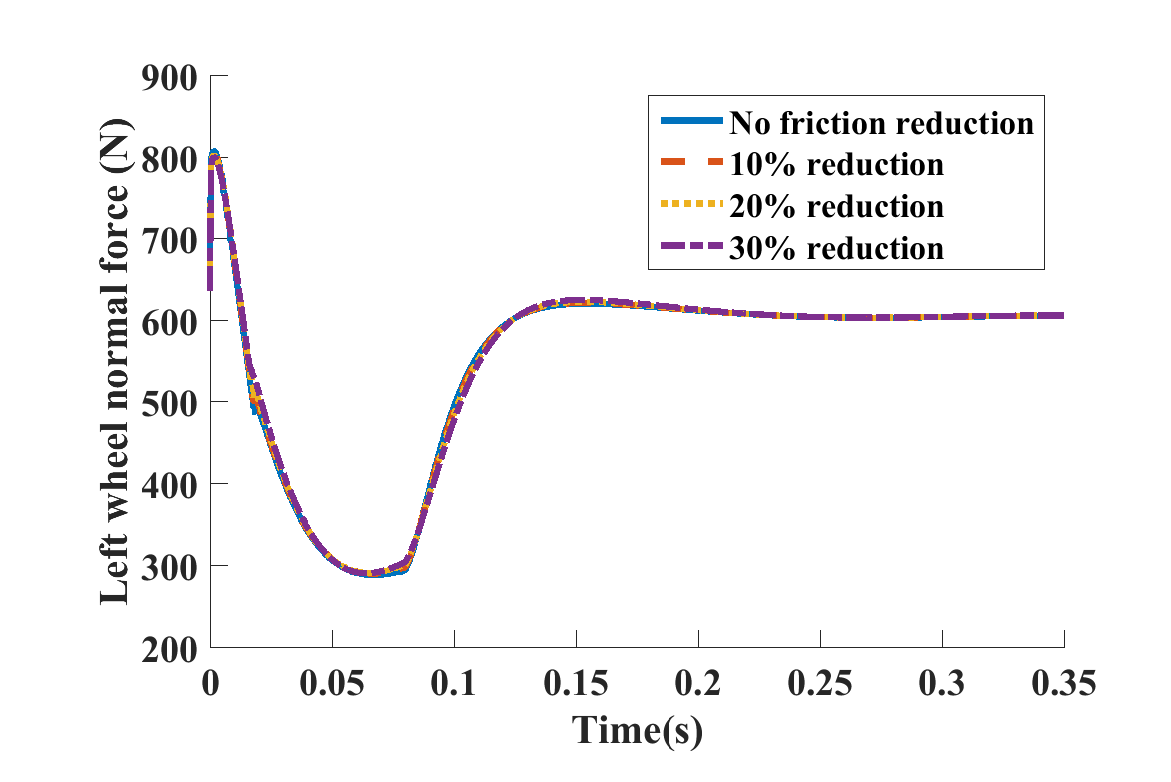 900
800
700
600
500
400
300
200
Left wheel normal force (N)
No friction reduction
10% reduction
20% reduction
30% reduction
0 0.05 0.1 0.15 0.2 0.25 0.3 0.35
Time(s)